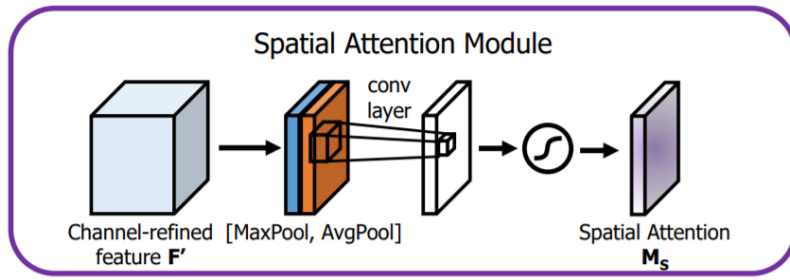 Spatial Attention Module
conv
layer
Channel-refined
feature F'
[MaxPool, AvgPool]
Spatial Attention
Ms